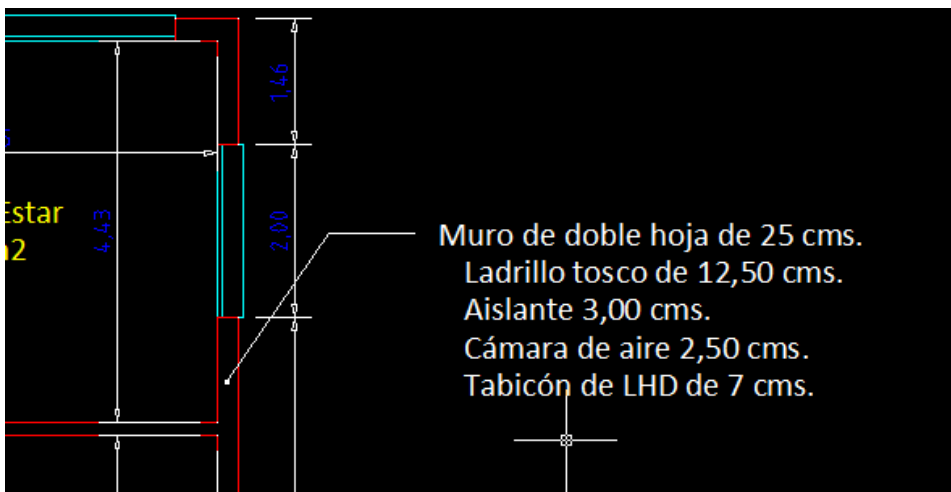 1,46
Estar
4,43
2,00
Muro de doble hoja de 25 cms.
Ladrillo tosco de 12,50 cms.
Aislante 3,00 cms.
Cámara de aire 2,50 cms.
Tabicón de LHD de 7 cms.